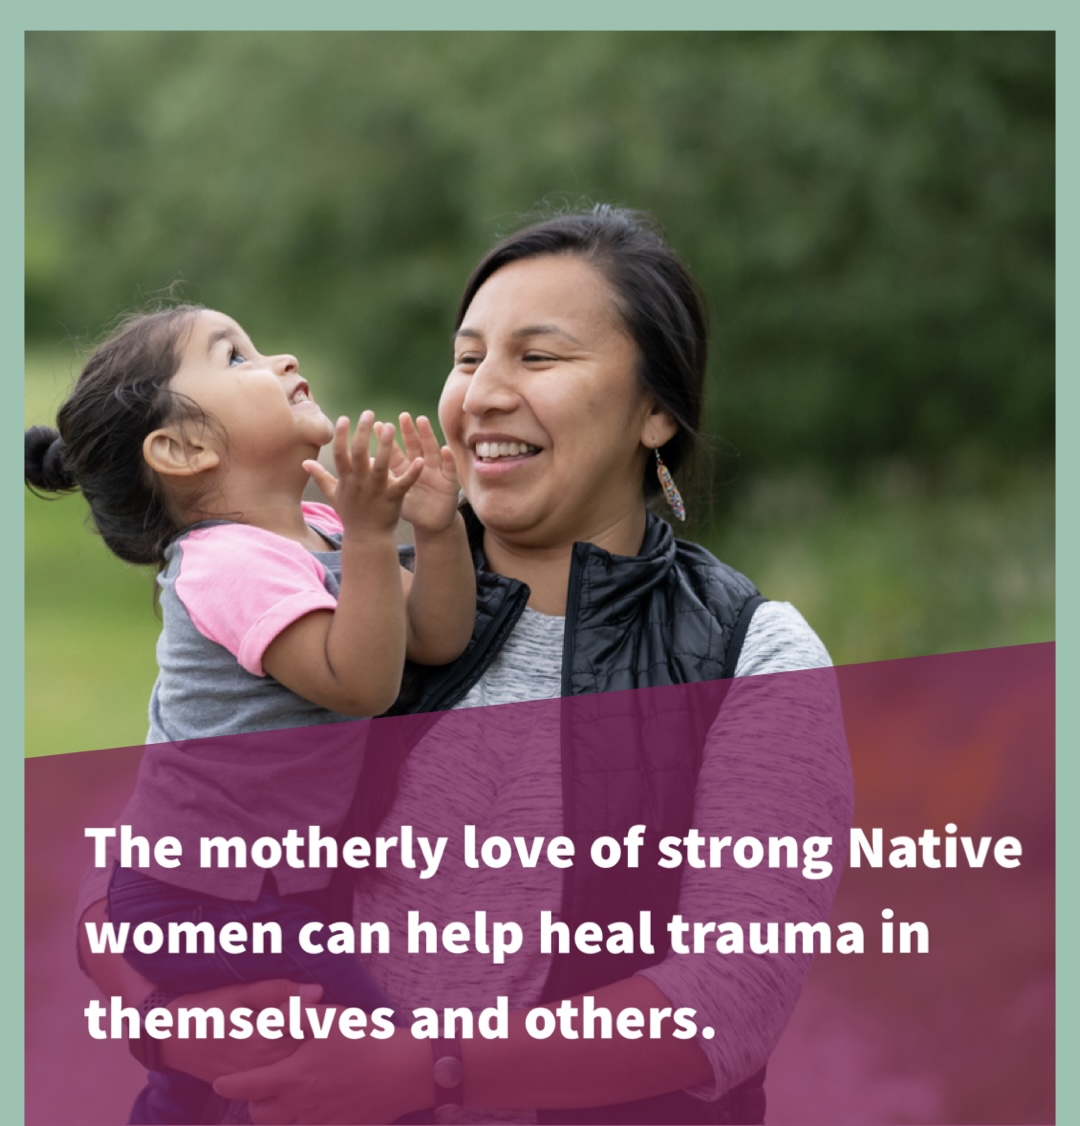 The motherly love of strong Native
women can help heal trauma in
themselves and others.